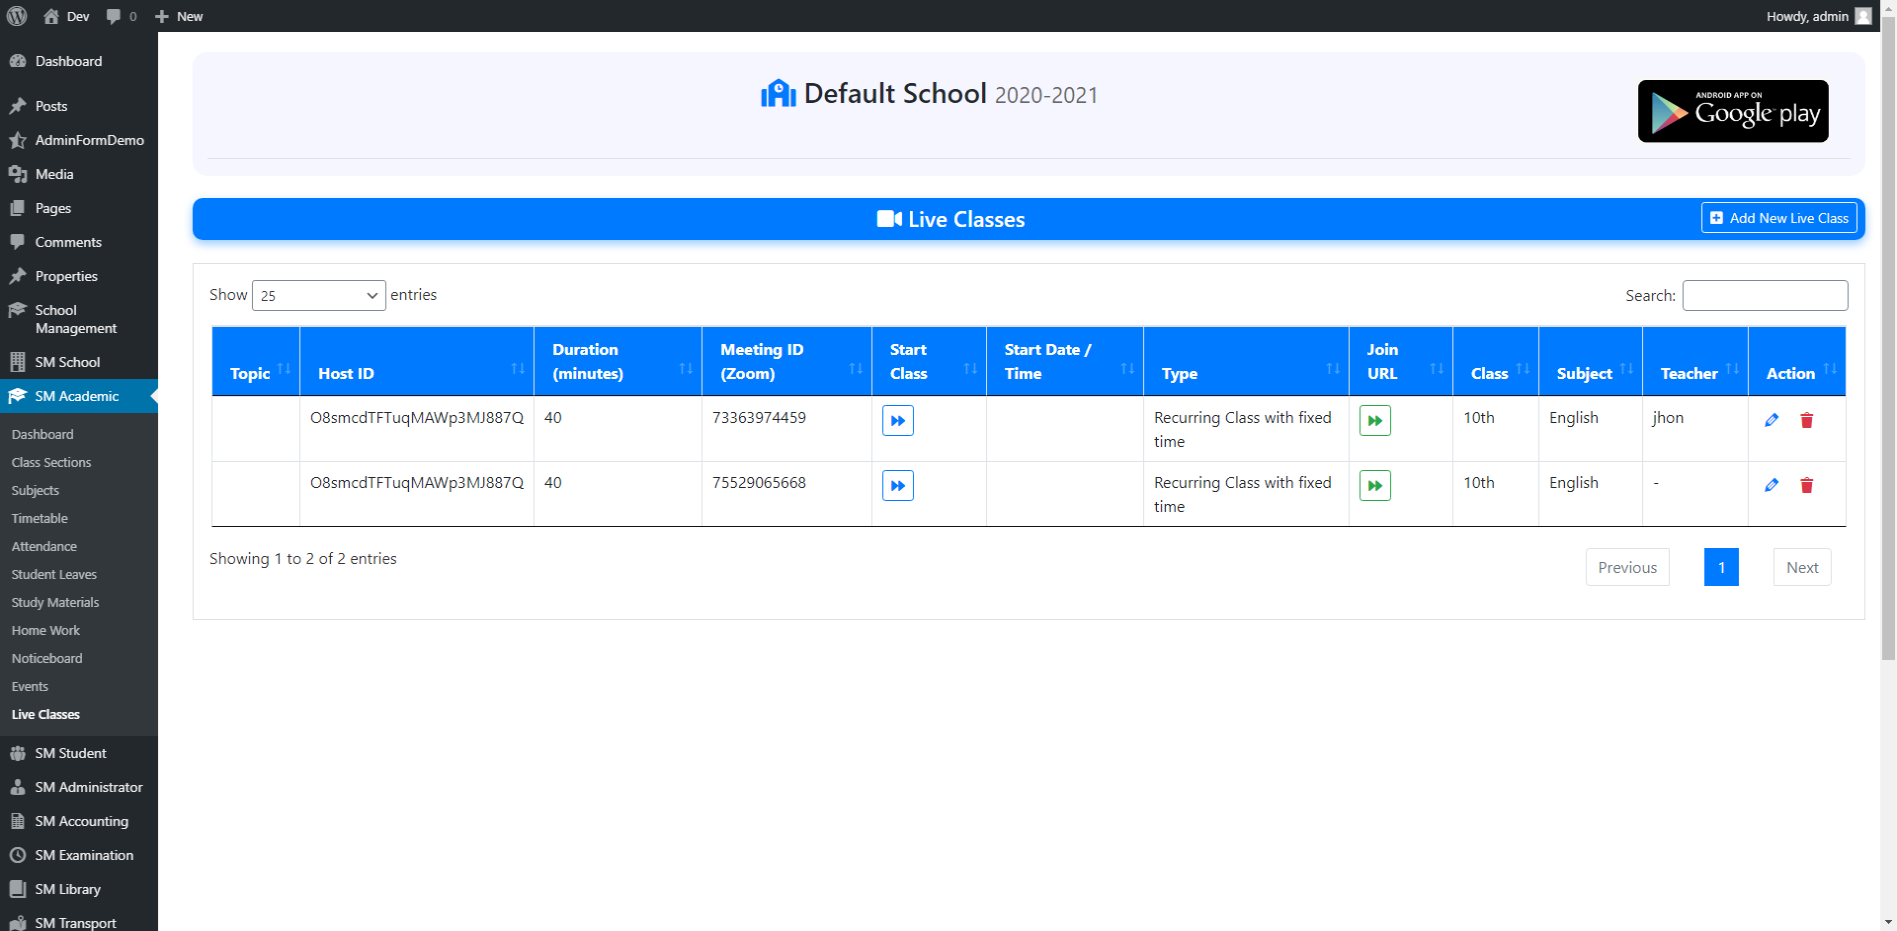 Dev 0 New Howdy, admin
Dashboard
Posts
AdminFormDemo
Media
Pages
Comments
Properties
School
Management
SM School
SM Academic
Dashboard
Class Sections
Subjects
Timetable
Attendance
Student Leaves
Study Materials
Home Work
Noticeboard
Events
Live Classes
SM Student
SM Administrator
SM Accounting
SM Examination
SM Library
SM Transport
Default School 2020-2021
ANDROID APP ON
Google play
Live Classes
Add New Live Class
Show 25 entries
Search:
Topic
Host ID
Duration
(minutes)
Meeting ID
(Zoom)
Start
Class
Start Date /
Time
Type
Join
URL
Class
Subject
Teacher
Action
O8smcdTFTuqMAWp3MJ887Q 40 73363974459 Recurring Class with fixed 10th English jhon
time
O8smcdTFTuqMAWp3MJ887Q 40 75529065668 Recurring Class with fixed 10th English -
time
Showing 1 to 2 of 2 entries
Previous 1 Next